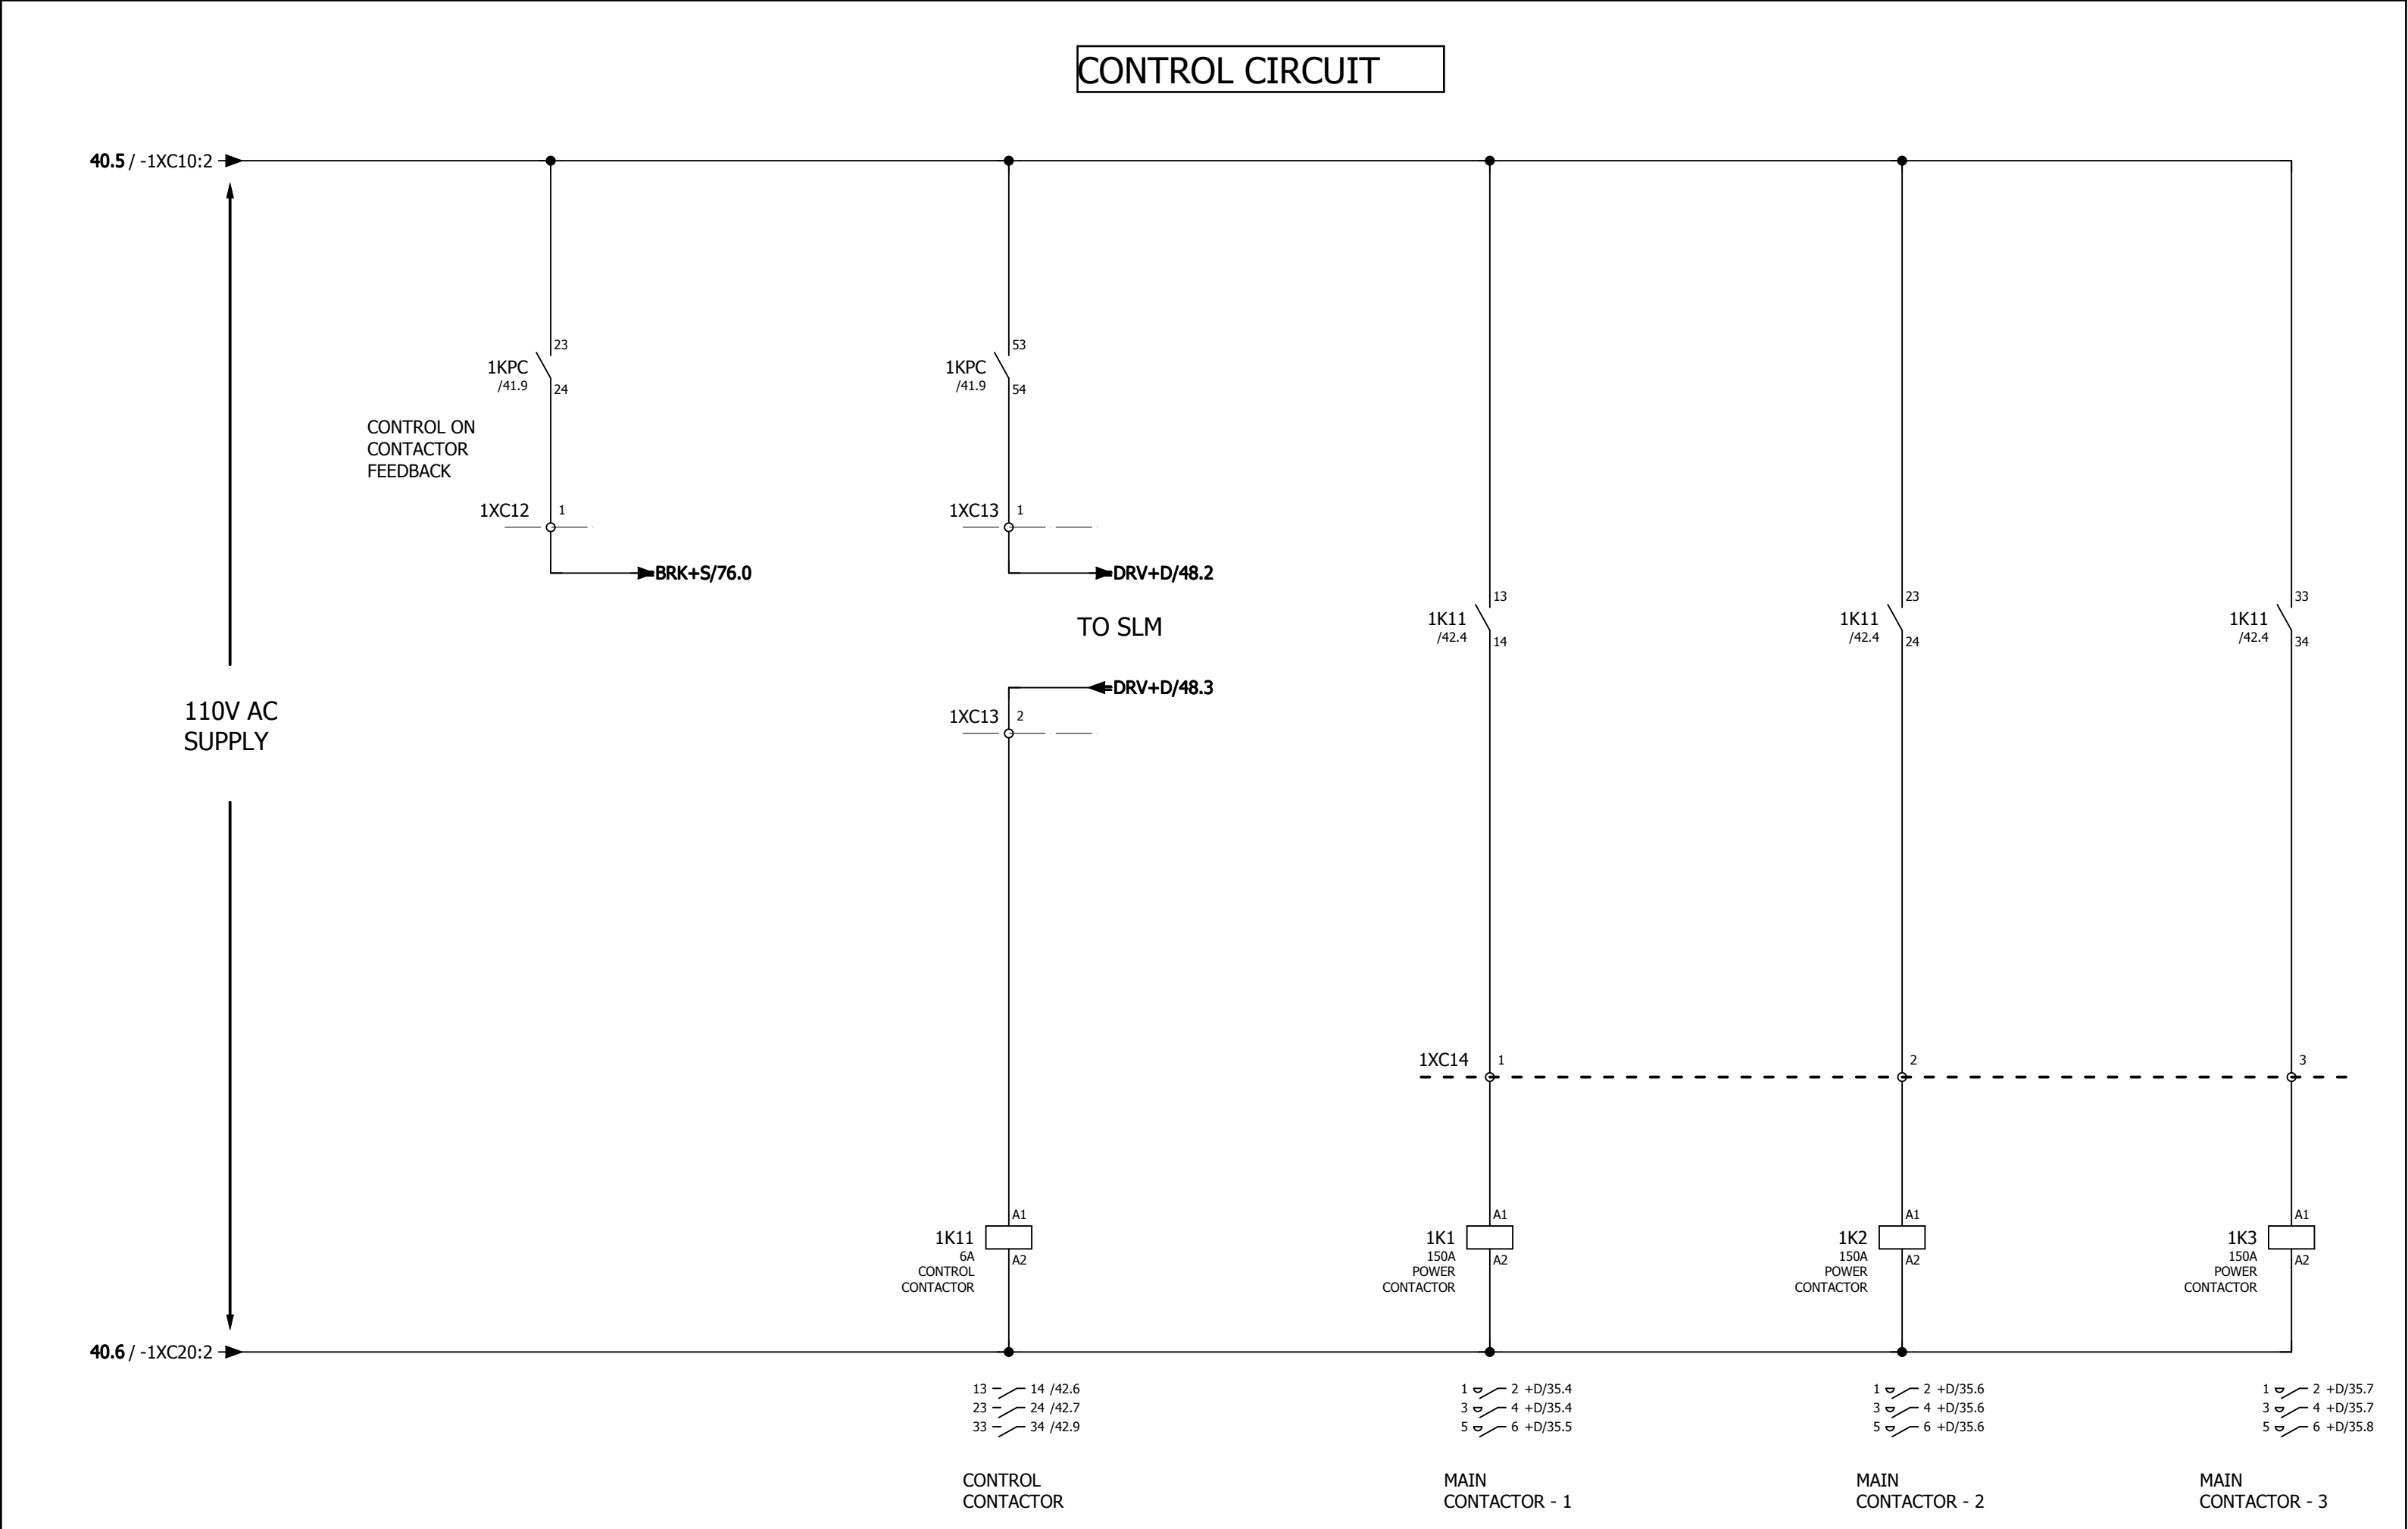 CONTROL CIRCUIT
40.5 / -1XC10:2
23
1KPC
/41.9
24
53
1KPC
/41.9
54
CONTROL ON
CONTACTOR
FEEDBACK
1XC12 1
1XC13 1
=BRK+S/76.0
=DRV+D/48.2
TO SLM
13
1K11
/42.4
14
23
1K11
/42.4
24
33
1K11
/42.4
34
=DRV+D/48.3
1XC13 2
110V AC
SUPPLY
1XC14 1
2
3
A1
1K11
6A
A2
CONTROL
CONTACTOR
A1
1K1
150A
A2
POWER
CONTACTOR
A1
1K2
150A
A2
POWER
CONTACTOR
A1
1K3
150A
A2
POWER
CONTACTOR
40.6 / -1XC20:2
13 14 /42.6
23 24 /42.7
33 34 /42.9
1 2 +D/35.4
3 4 +D/35.4
5 6 +D/35.5
1 2 +D/35.6
3 4 +D/35.6
5 6 +D/35.6
1 2 +D/35.7
3 4 +D/35.7
5 6 +D/35.8
CONTROL
CONTACTOR
MAIN
CONTACTOR - 1
MAIN
CONTACTOR - 2
MAIN
CONTACTOR - 3